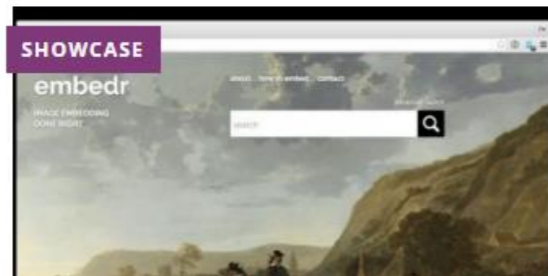 SHOWCASE
embedr
about how to embed contact
IMAGE EMBEDDING
DONE RIGHT
search